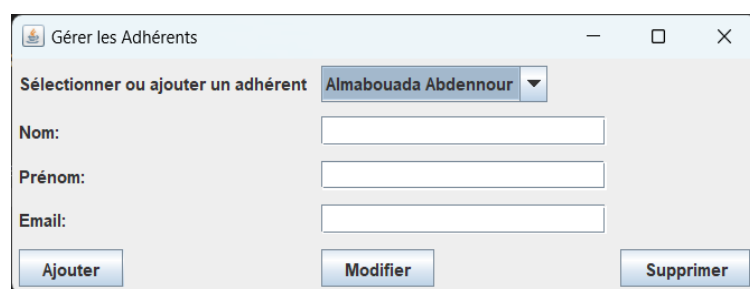 Gérer les Adhérents
Sélectionner ou ajouter un adhérent Almabouada Abdennour
Nom:
Prénom:
Email:
Ajouter Modifier Supprimer